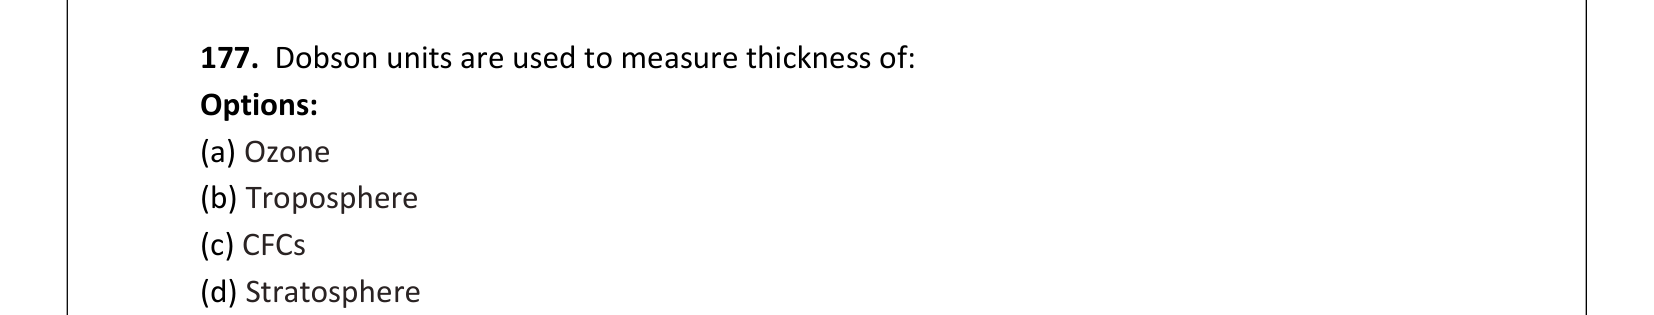 177. Dobson units are used to measure thickness of:
Options:
(a) Ozone
(b) Troposphere
(c) CFCs
(d) Stratosphere